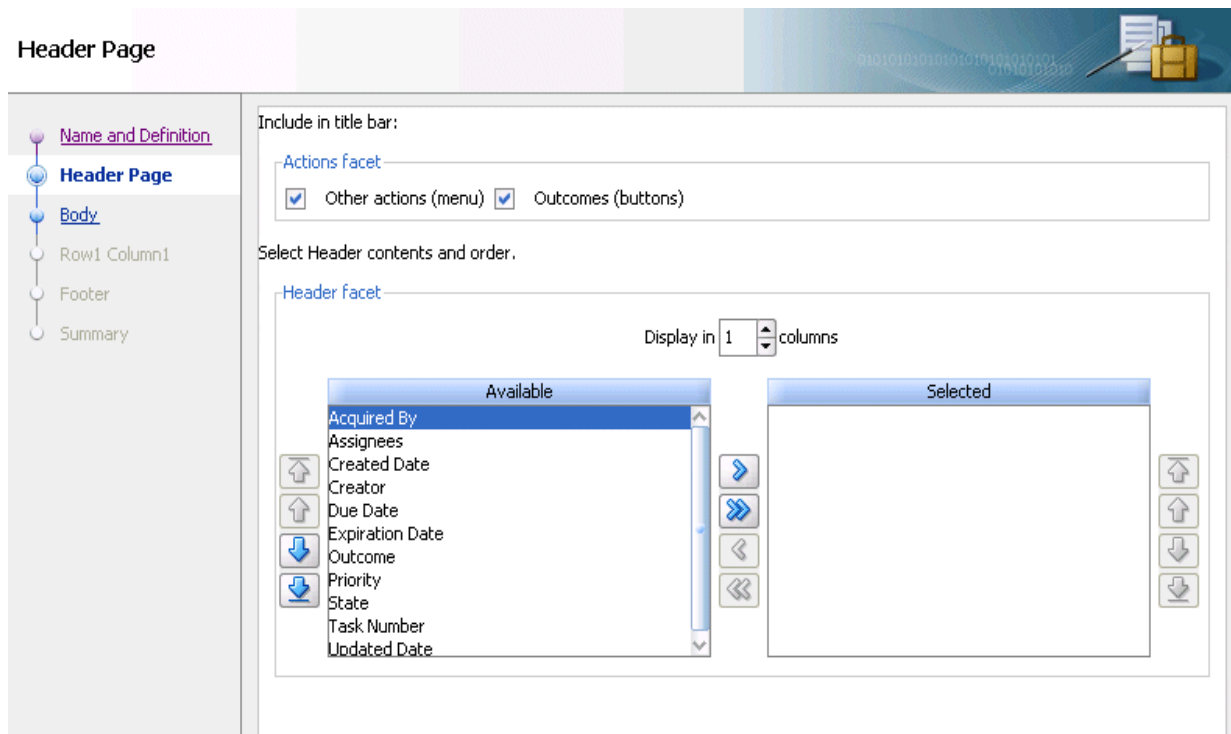 Header Page
Name and Definition
Header Page
Body
Row1 Column1
Footer
Summary
Include in title bar:
Actions facet
Other actions (menu) Outcomes (buttons)
Select Header contents and order.
Header facet
Display in 1 columns
Available
Acquired By
Assignees
Created Date
Creator
Due Date
Expiration Date
Outcome
Priority
State
Task Number
Updated Date
Selected